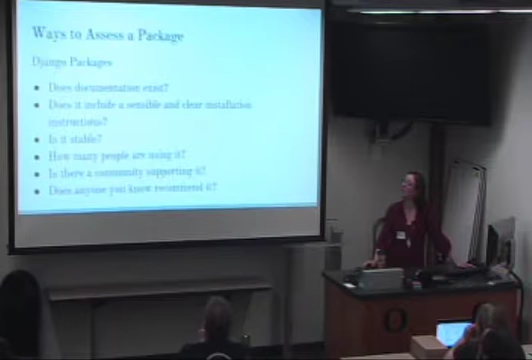 Ways to Assess a Package
Django Packages
Does documentation exist?
Does it include a sensible and clear installation
instructions?
Is it stable?
How many people are using it?
Is there a community supporting it?
Does anyone you know recommend it?
O